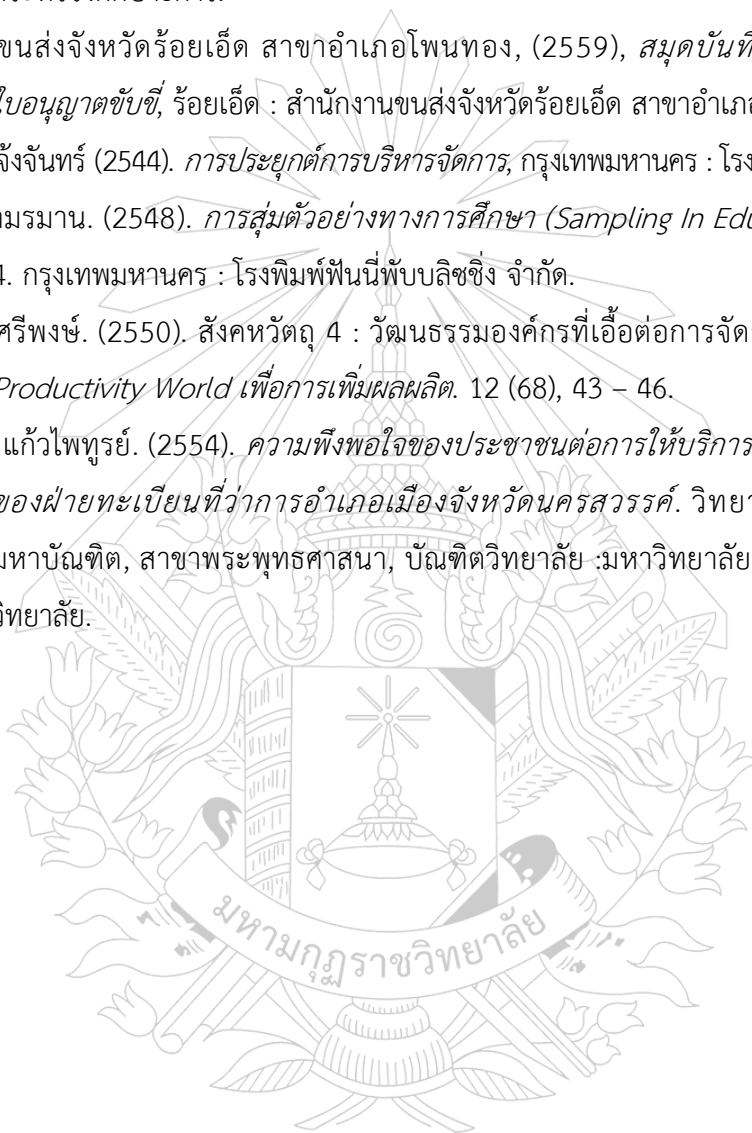 ขนส่งจังหวัดร้อยเอ็ด สาขาอำเภอโพนทอง, (2559), สมุดบันทึ
ใบอนุญาตขับขี่, ร้อยเอ็ด : สำนักงานขนส่งจังหวัดร้อยเอ็ด สาขาอำเภอ
จ้งจันทร์ (2544). การประยุกต์การบริหารจัดการ, กรุงเทพมหานคร : โรง
ามรมาน. (2548). การสุ่มตัวอย่างทางการศึกษา (Sampling In Edu
4. กรุงเทพมหานคร : โรงพิมพ์ฟันนี่พับบลิซชิ่ง จำกัด.
ศรีพงษ์. (2550). สังคหวัตถุ 4 : วัฒนธรรมองค์กรที่เอื้อต่อการจัด
Productivity World เพื่อการเพิ่มผลผลิต. 12 (68), 43 – 46.
แก้วไพทูรย์. (2554). ความพึงพอใจของประชาชนต่อการให้บริการ
ของฝ่ายทะเบียนที่ว่าการอำเภอเมืองจังหวัดนครสวรรค์. วิทยา
มหาบัณฑิต, สาขาพระพุทธศาสนา, บัณฑิตวิทยาลัย :มหาวิทยาลัย
วิทยาลัย.
มหามกุฏราชวิทยาลัย